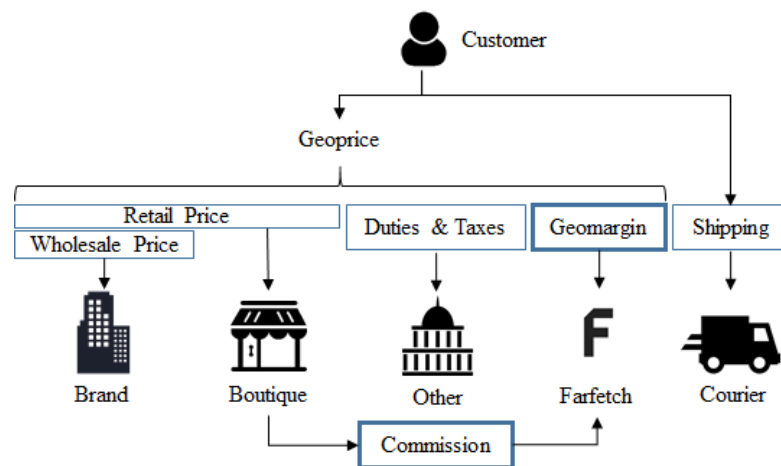 Customer
Geoprice
Retail Price
Wholesale Price
Duties & Taxes
Geomargin
Shipping
F
Brand
Boutique
Other
Farfetch
Courier
Commission